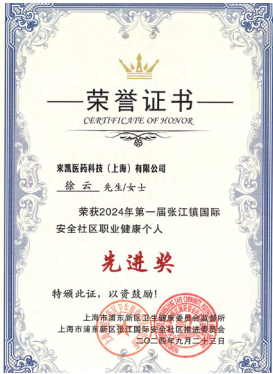 荣誉证书
CERTIFICATE OF HONOR
来凯医药科技（上海）有限公司
徐云 先生/女士
荣获2024年第一届张江镇国际
安全社区职业健康个人
先进奖
特颁此证，以资鼓励！
上海市浦东新区卫生健康委员会监督所
上海市浦东新区张江国际安全社区推进委员会
二〇二四年九月二十三日